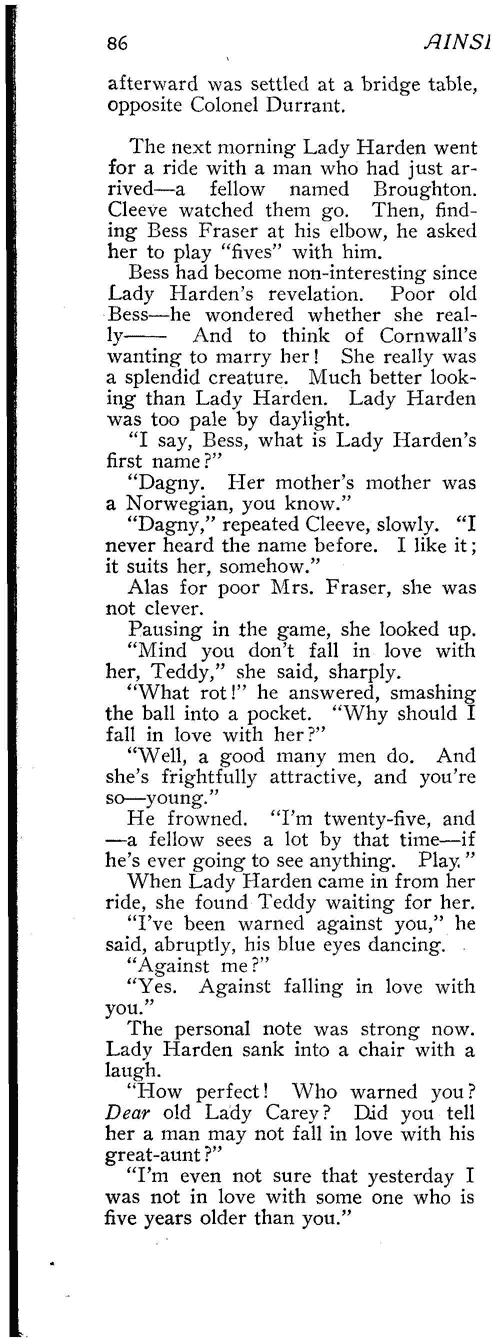 86 AINSI
afterward was settled at a bridge table,
opposite Colonel Durrant.
The next morning Lady Harden went
for a ride with a man who had just ar-
rived—a fellow named Broughton.
Cleeve watched them go. Then, find-
ing Bess Fraser at his elbow, he asked
her to play “fives” with him.
Bess had become non-interesting since
Lady Harden’s revelation. Poor old
Bess—he wondered whether she real-
ly—— And to think of Cornwall’s
wanting to marry her! She really was
a splendid creature. Much better look-
ing than Lady Harden. Lady Harden
was too pale by daylight.
“I say, Bess, what is Lady Harden’s
first name?”
“Dagny. Her mother’s mother was
a Norwegian, you know.”
“Dagny,” repeated Cleeve, slowly. “I
never heard the name before. I like it;
it suits her, somehow.”
Alas for poor Mrs. Fraser, she was
not clever.
Pausing in the game, she looked up.
“Mind you don’t fall in love with
her, Teddy,” she said, sharply.
“What rot!” he answered, smashing
the ball into a pocket. “Why should I
fall in love with her?”
“Well, a good many men do. And
she’s frightfully attractive, and you’re
so—young.”
He frowned. “I’m twenty-five, and
—a fellow sees a lot by that time—if
he’s ever going to see anything. Play.”
When Lady Harden came in from her
ride, she found Teddy waiting for her.
“I’ve been warned against you,” he
said, abruptly, his blue eyes dancing.
“Against me?”
“Yes. Against falling in love with
you.”
The personal note was strong now.
Lady Harden sank into a chair with a
laugh.
“How perfect! Who warned you?
Dear old Lady Carey? Did you tell
her a man may not fall in love with his
great-aunt?”
“I’m even not sure that yesterday I
was not in love with some one who is
five years older than you.”